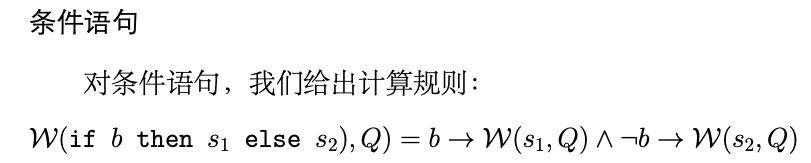 条件语句
对条件语句，我们给出计算规则：
𝒲(if b then s₁ else s₂), Q) = b → 𝒲(s₁, Q) ∧ ¬b → 𝒲(s₂, Q)